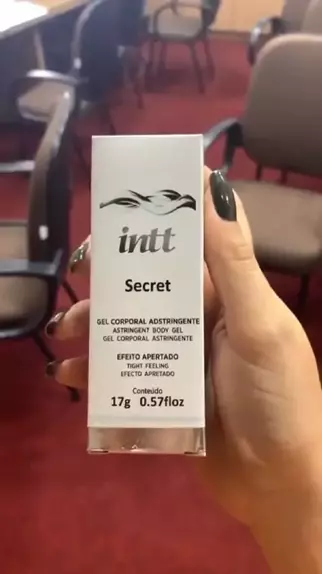 intt
Secret
GEL CORPORAL ADSTRINGENTE
ASTRINGENT BODY GEL
GEL CORPORAL ASTRINGENTE
EFEITO APERTADO
TIGHT FEELING
EFECTO APRETADO
Conteúdo
17g 0.57floz